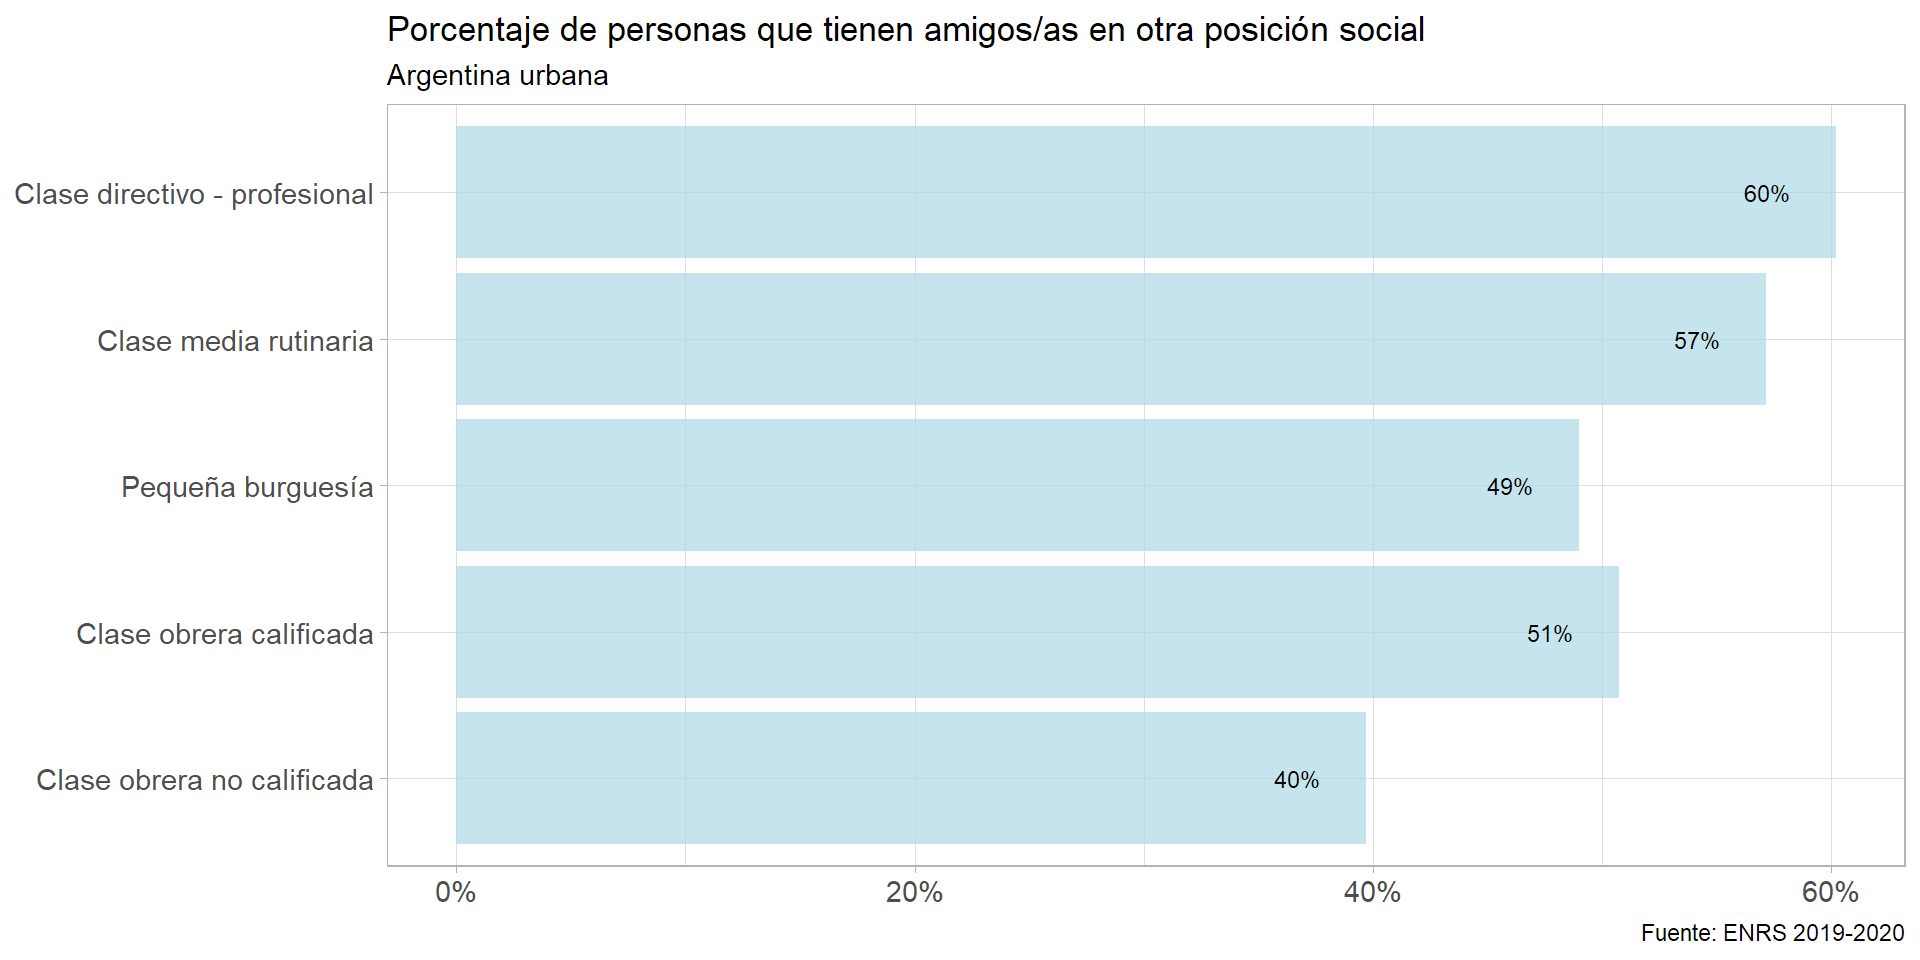 Porcentaje de personas que tienen amigos/as en otra posición social
Argentina urbana
Clase directivo - profesional
60%
Clase media rutinaria
57%
Pequeña burguesía
49%
Clase obrera calificada
51%
Clase obrera no calificada
40%
0%
20%
40%
60%
Fuente: ENRS 2019-2020